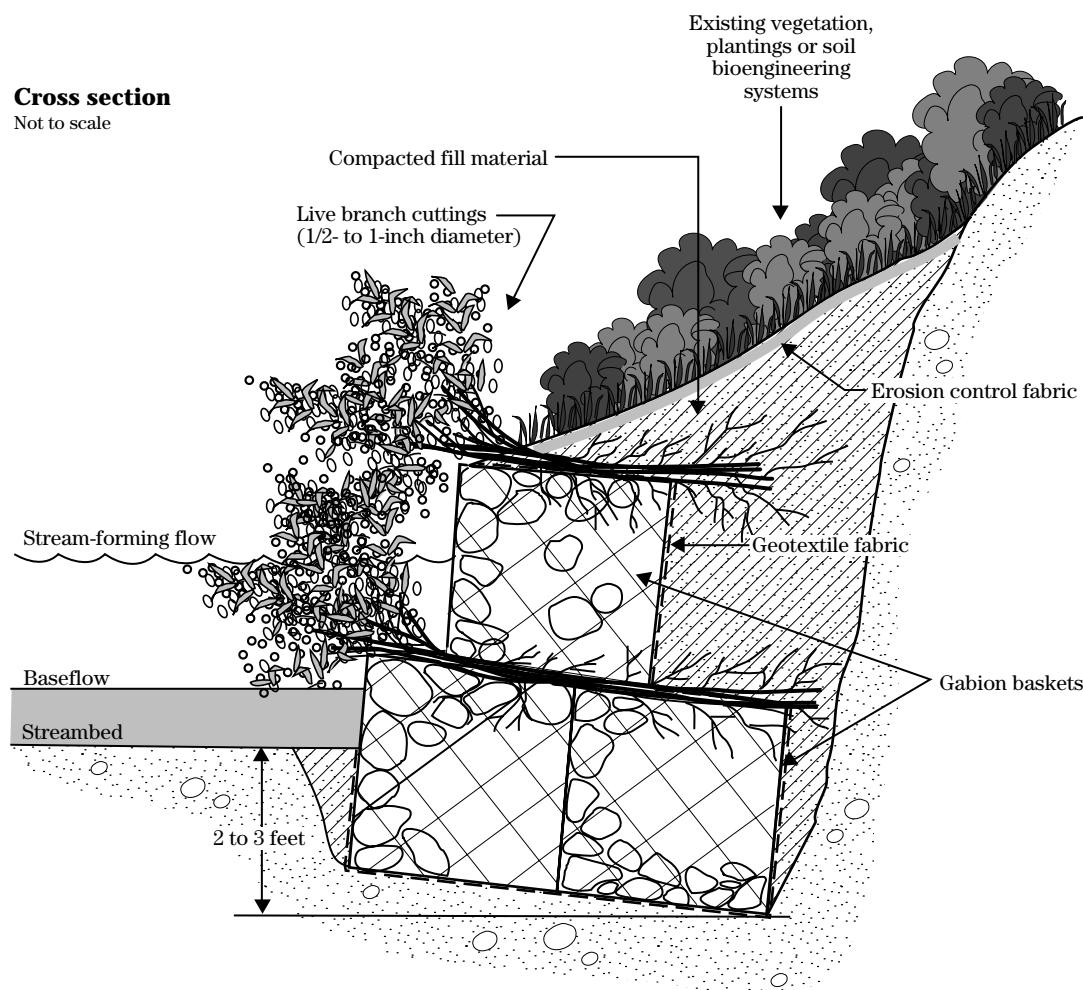 Existing vegetation,
plantings or soil
bioengineering
systems
Cross section
Not to scale
Compacted fill material
Live branch cuttings
(1/2- to 1-inch diameter)
Erosion control fabric
Stream-forming flow
Geotextile fabric
Baseflow
Gabion baskets
Streambed
2 to 3 feet